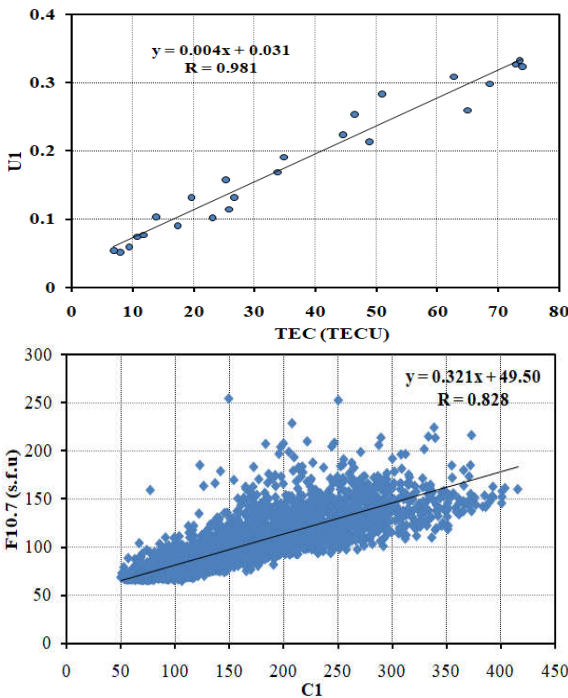 0.4
y = 0.004x + 0.031
R = 0.981
0.3
U1
0.2
0.1
0
0 10 20 30 40 50 60 70 80
TEC (TECU)
300
y = 0.321x + 49.50
R = 0.828
250
200
F10.7 (s.f.u)
150
100
50
0
0 50 100 150 200 250 300 350 400 450
C1